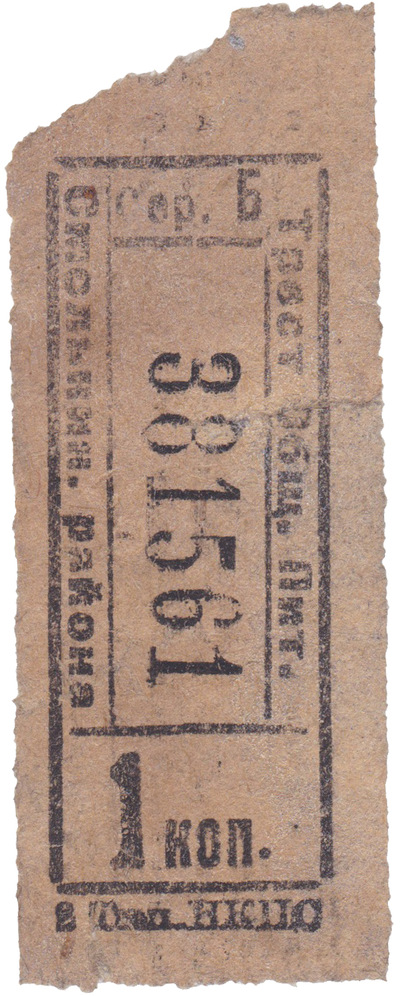 Сер. Б
Трест Общ. Пит.
381561
Смольнин. района
1 коп.